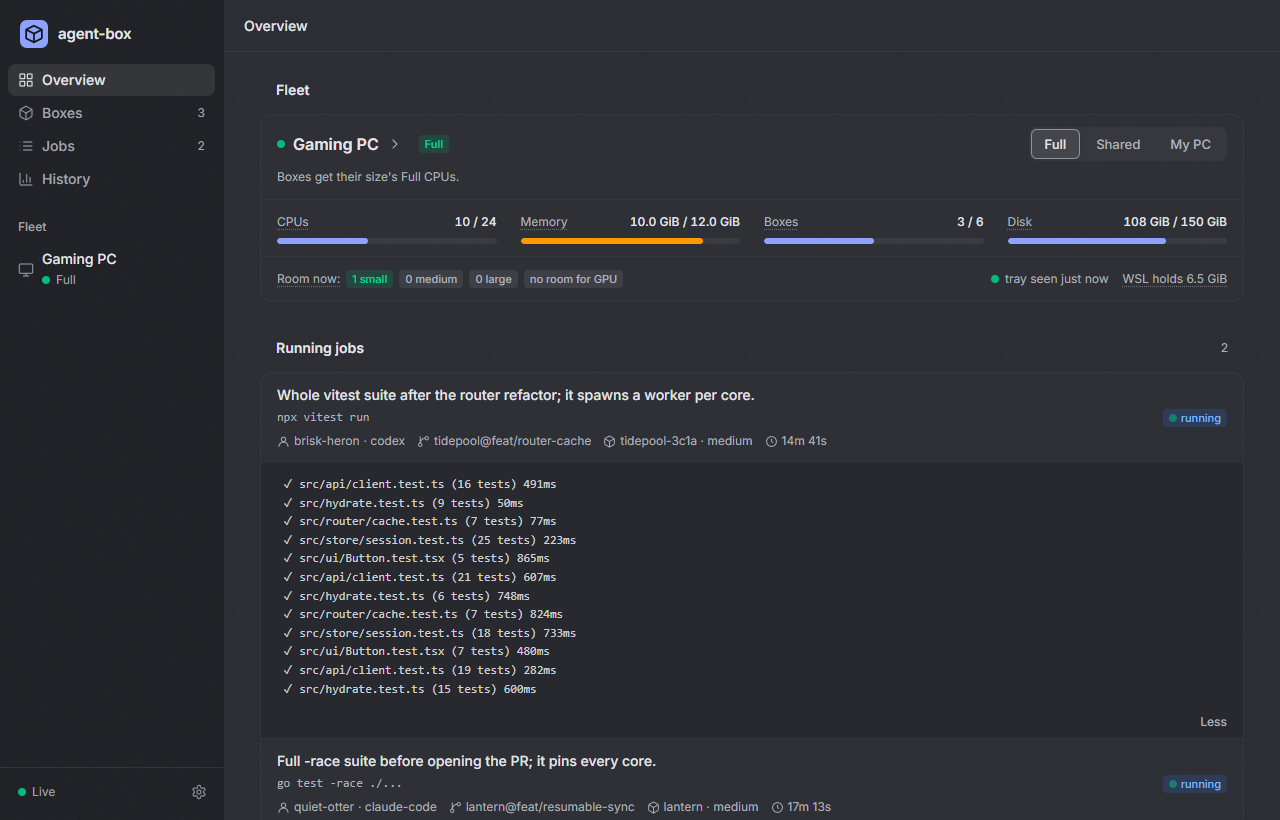 agent-box
Overview
Boxes 3
Jobs 2
History
Fleet
Gaming PC
Full
Live
Overview
Fleet
Gaming PC Full
Full Shared My PC
Boxes get their size's Full CPUs.
CPUs 10 / 24 Memory 10.0 GiB / 12.0 GiB Boxes 3 / 6 Disk 108 GiB / 150 GiB
Room now: 1 small 0 medium 0 large no room for GPU tray seen just now WSL holds 6.5 GiB
Running jobs 2
Whole vitest suite after the router refactor; it spawns a worker per core.
npx vitest run
running
brisk-heron · codex tidepool@feat/router-cache tidepool-3c1a · medium 14m 41s
✓ src/api/client.test.ts (16 tests) 491ms
✓ src/hydrate.test.ts (9 tests) 50ms
✓ src/router/cache.test.ts (7 tests) 77ms
✓ src/store/session.test.ts (25 tests) 223ms
✓ src/ui/Button.test.tsx (5 tests) 865ms
✓ src/api/client.test.ts (21 tests) 607ms
✓ src/hydrate.test.ts (6 tests) 748ms
✓ src/router/cache.test.ts (7 tests) 824ms
✓ src/store/session.test.ts (18 tests) 733ms
✓ src/ui/Button.test.tsx (7 tests) 480ms
✓ src/api/client.test.ts (19 tests) 282ms
✓ src/hydrate.test.ts (15 tests) 600ms
Less
Full -race suite before opening the PR; it pins every core.
go test -race ./...
running
quiet-otter · claude-code lantern@feat/resumable-sync lantern · medium 17m 13s